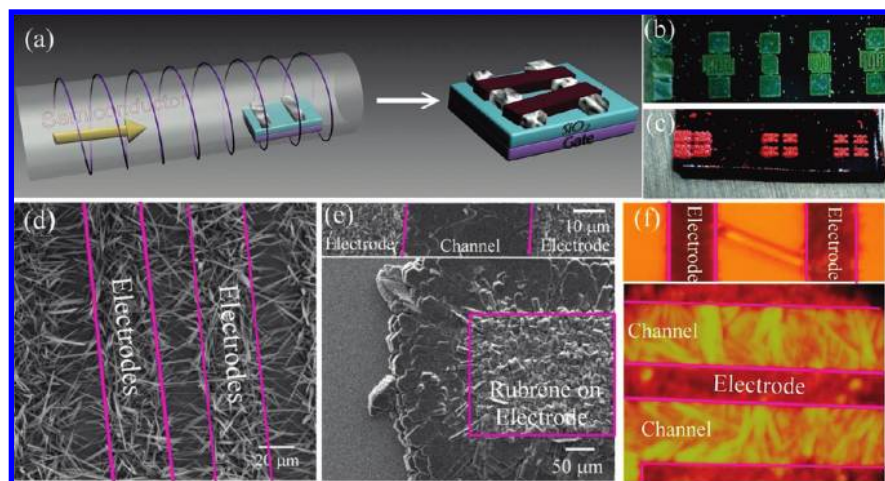 (a)
Semiconductor
SiO₂
Gate
(b)
(c)
(d)
Electrodes
Electrodes
20 μm
(e)
10 μm
Electrode
Channel
Electrode
Rubrene on
Electrode
50 μm
(f)
Electrode
Electrode
Channel
Electrode
Channel